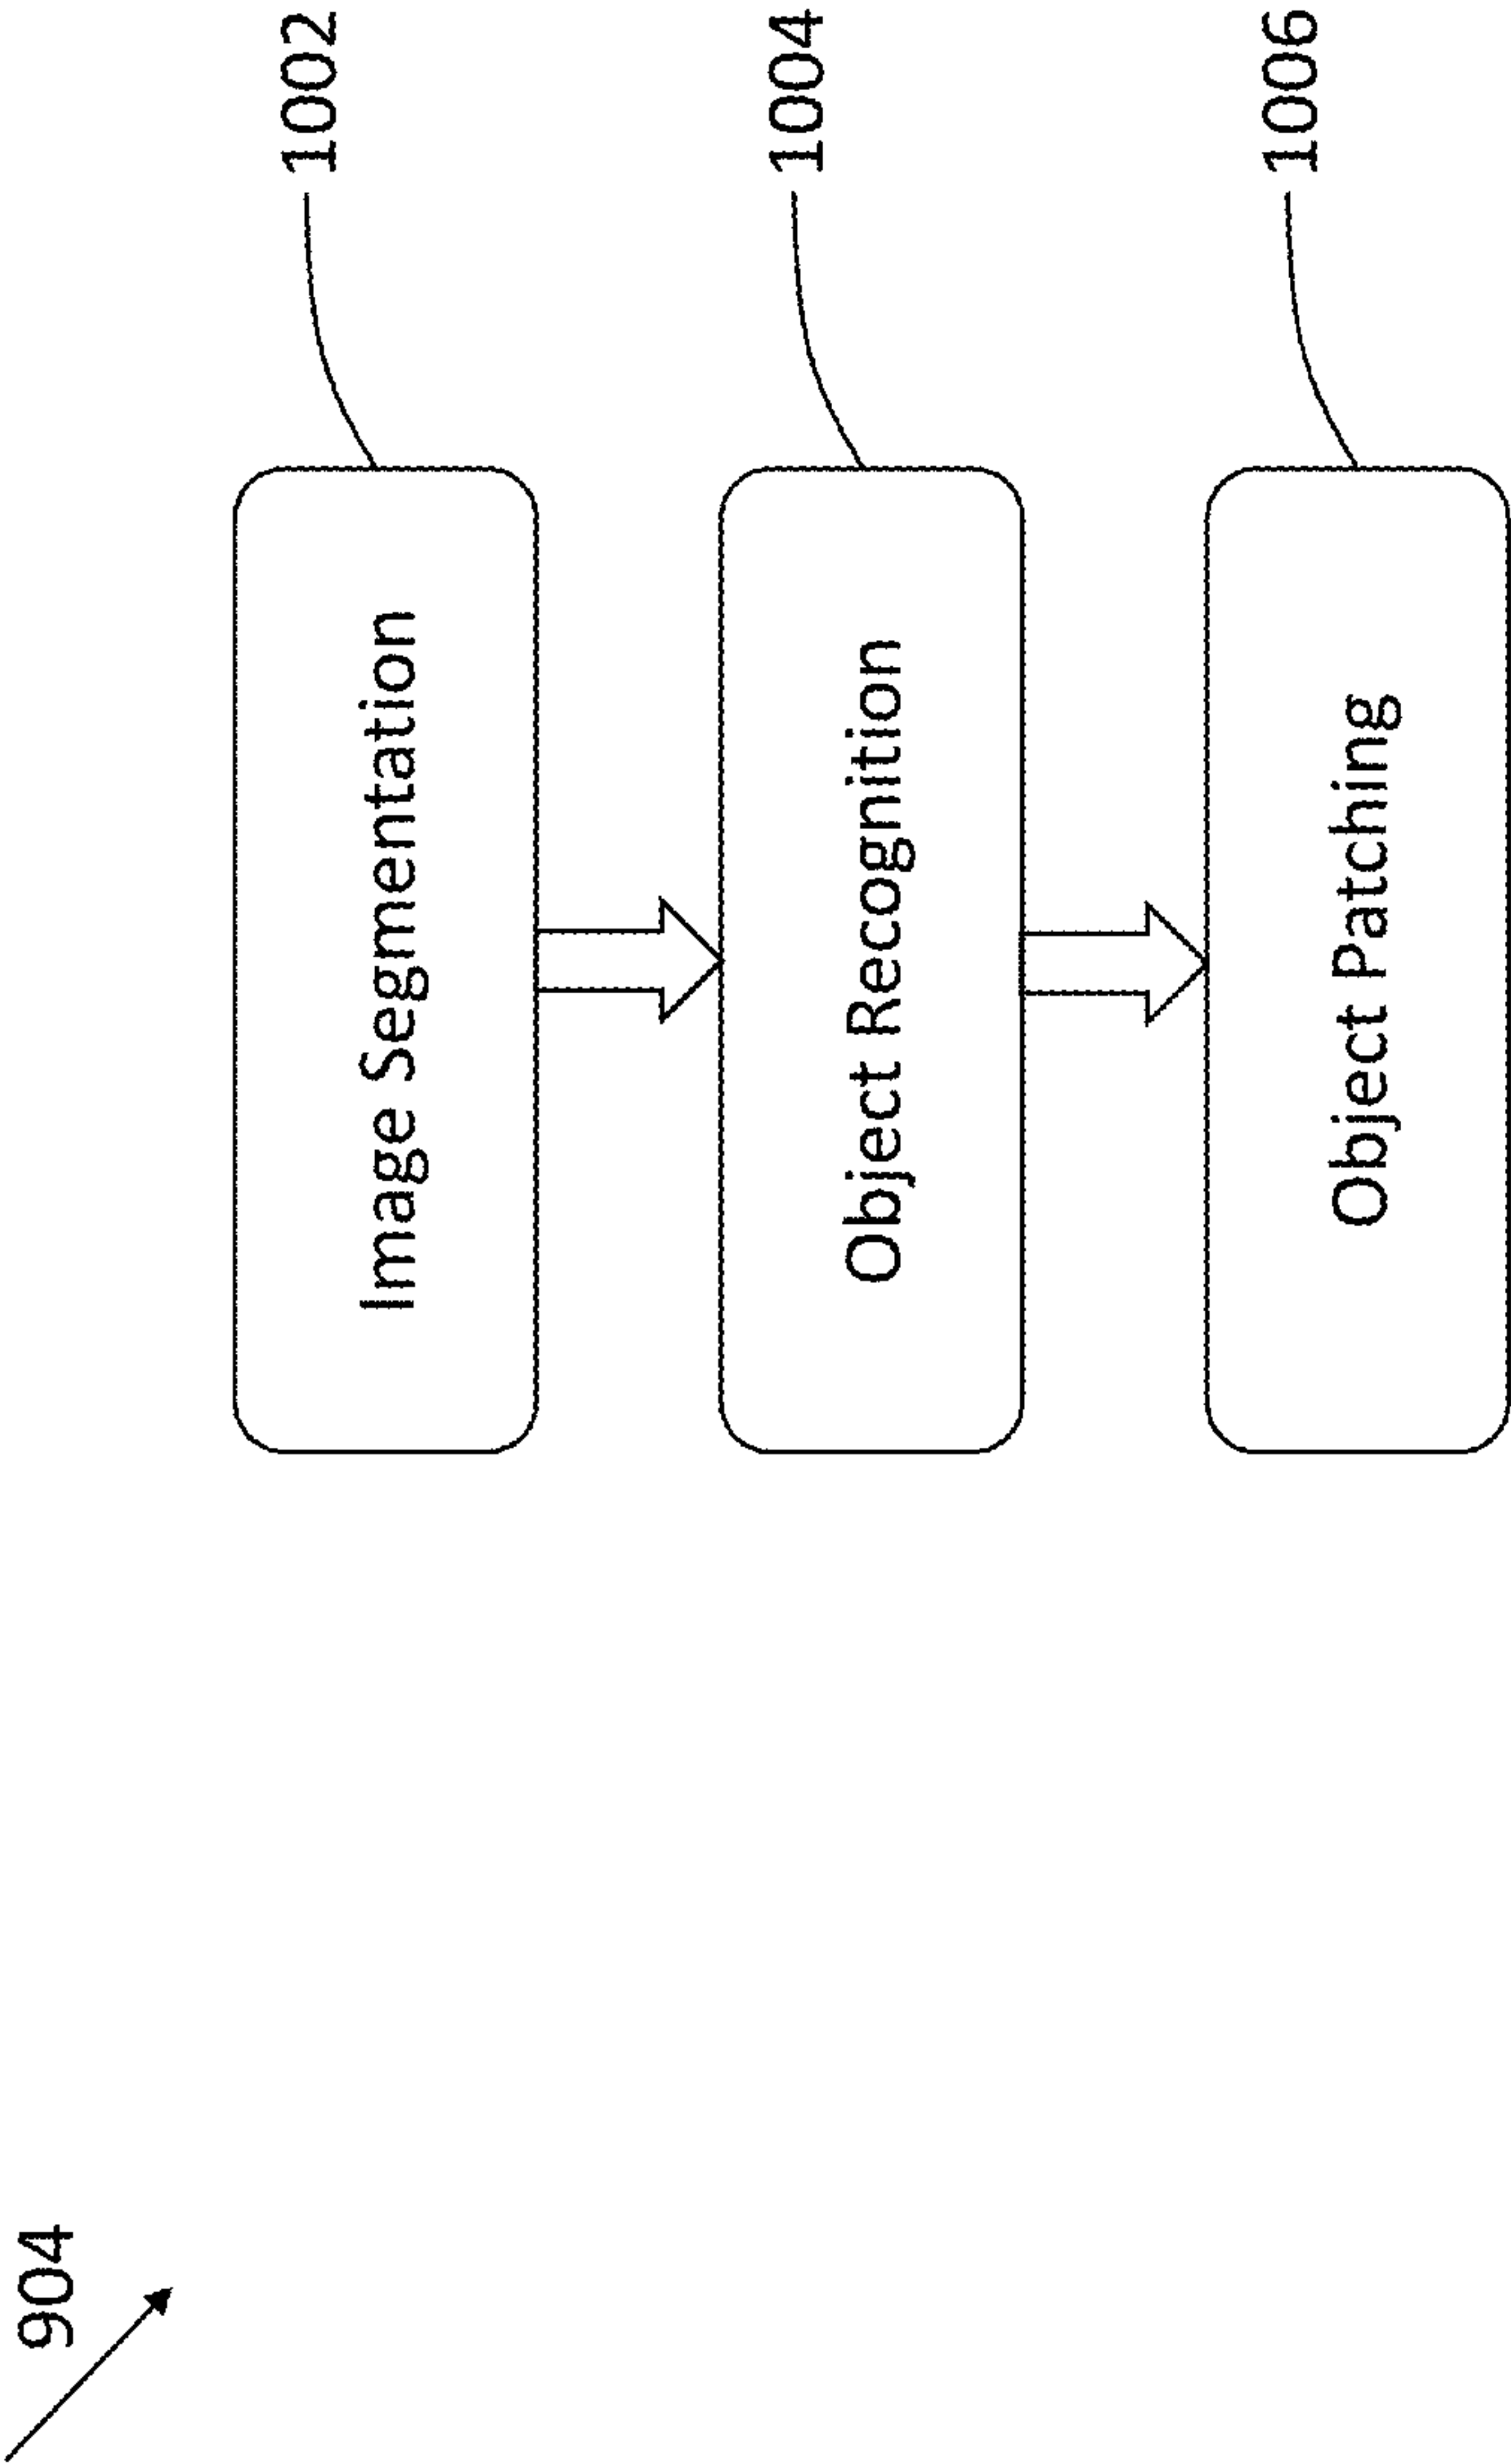 904
Image Segmentation
1002
Object Recognition
1004
Object Patching
1006